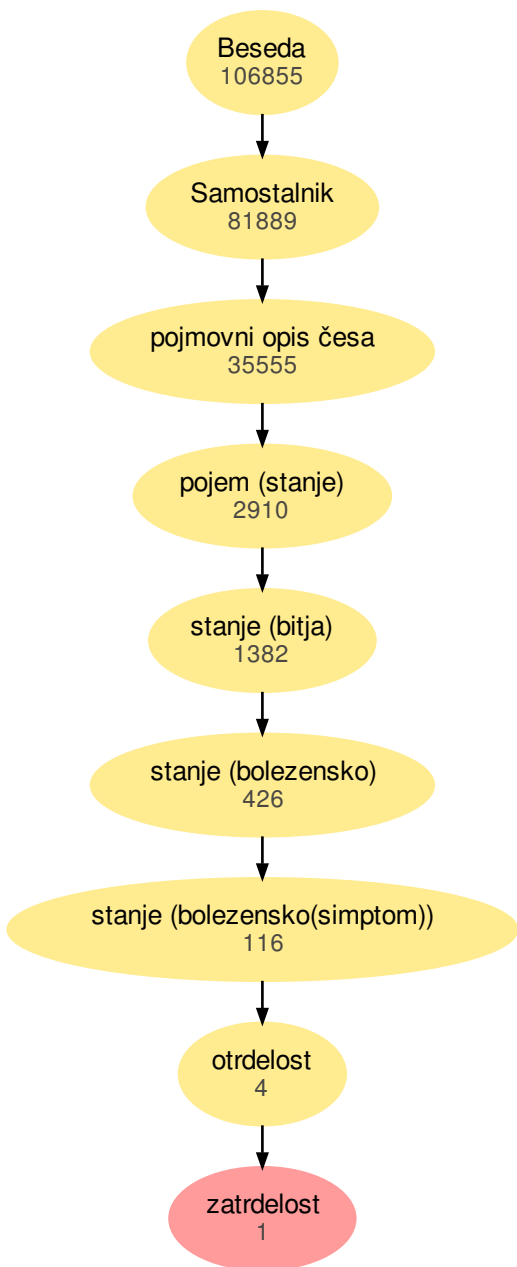 Beseda
106855
Samostalnik
81889
pojmovni opis česa
35555
pojem (stanje)
2910
stanje (bitja)
1382
stanje (bolezensko)
426
stanje (bolezensko(simptom))
116
otrdelost
4
zatrdelost
1